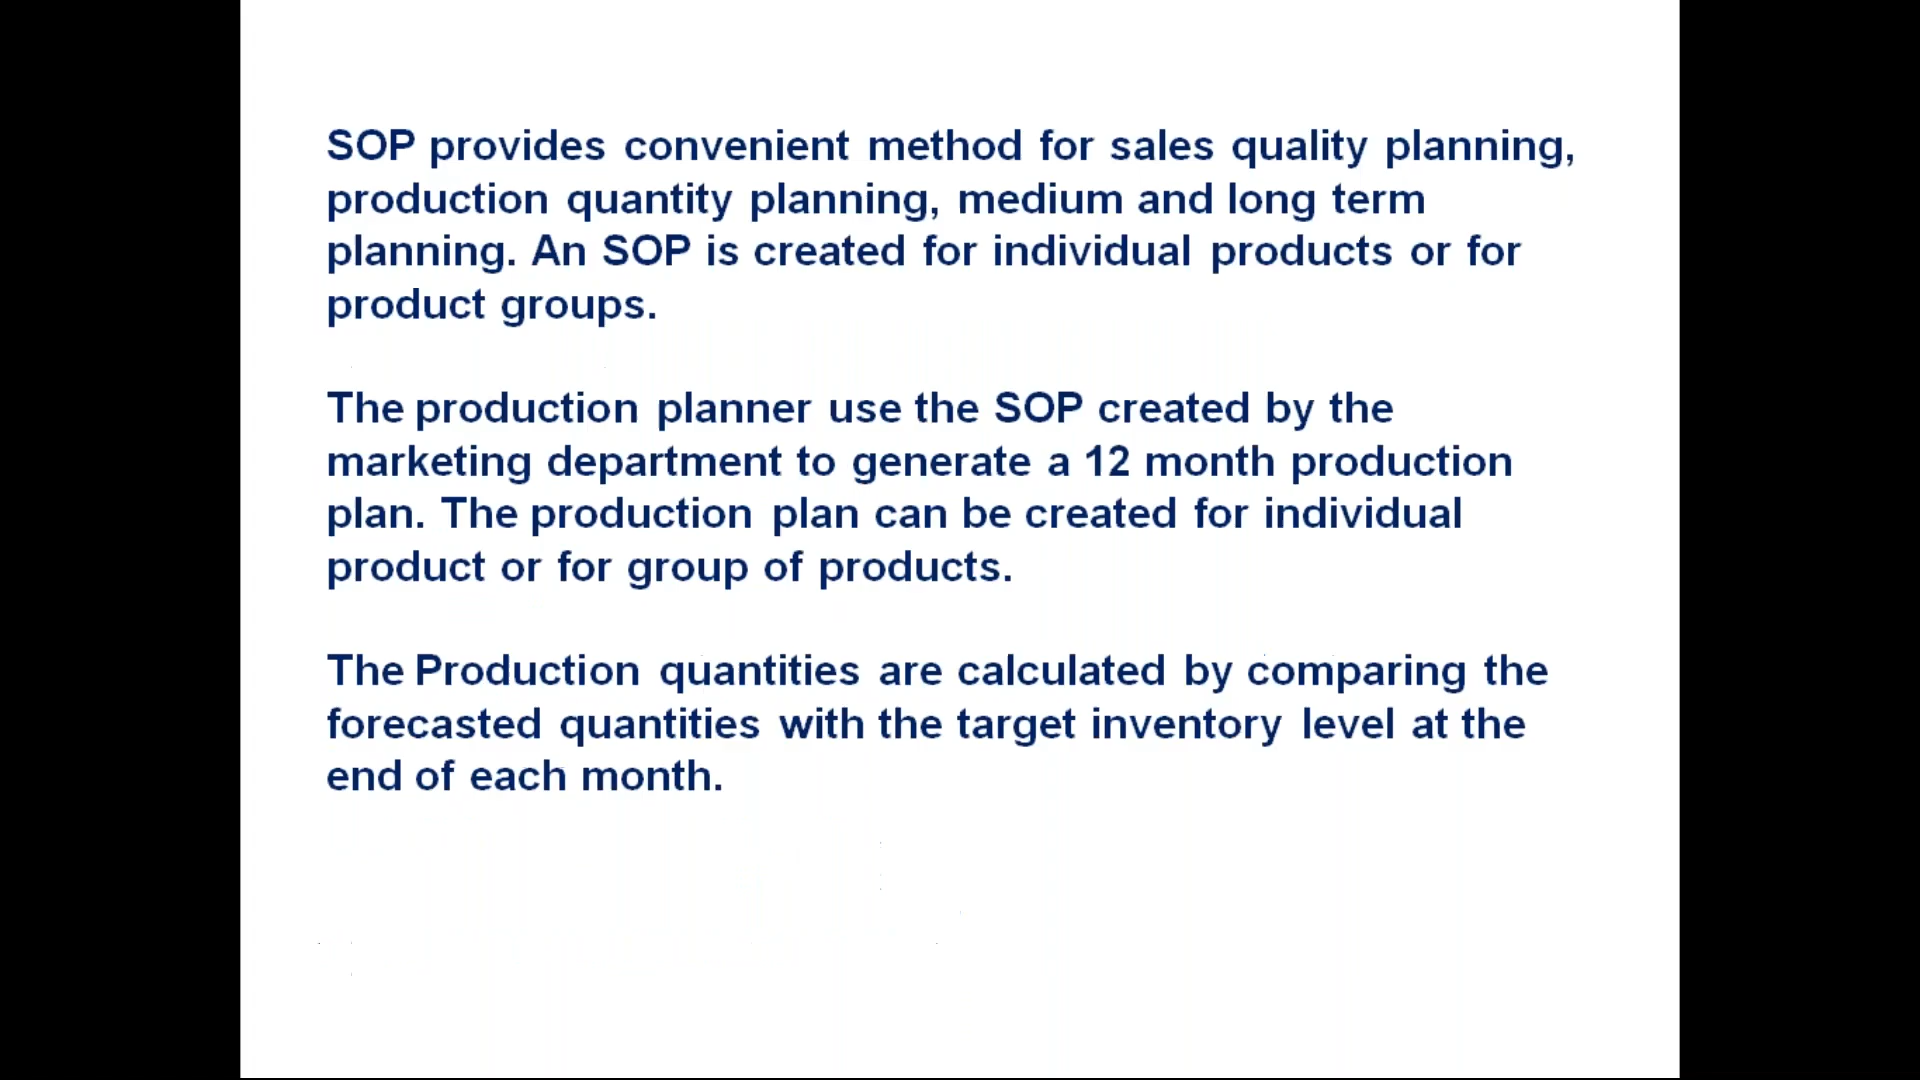 SOP provides convenient method for sales quality planning,
production quantity planning, medium and long term
planning. An SOP is created for individual products or for
product groups.
The production planner use the SOP created by the
marketing department to generate a 12 month production
plan. The production plan can be created for individual
product or for group of products.
The Production quantities are calculated by comparing the
forecasted quantities with the target inventory level at the
end of each month.